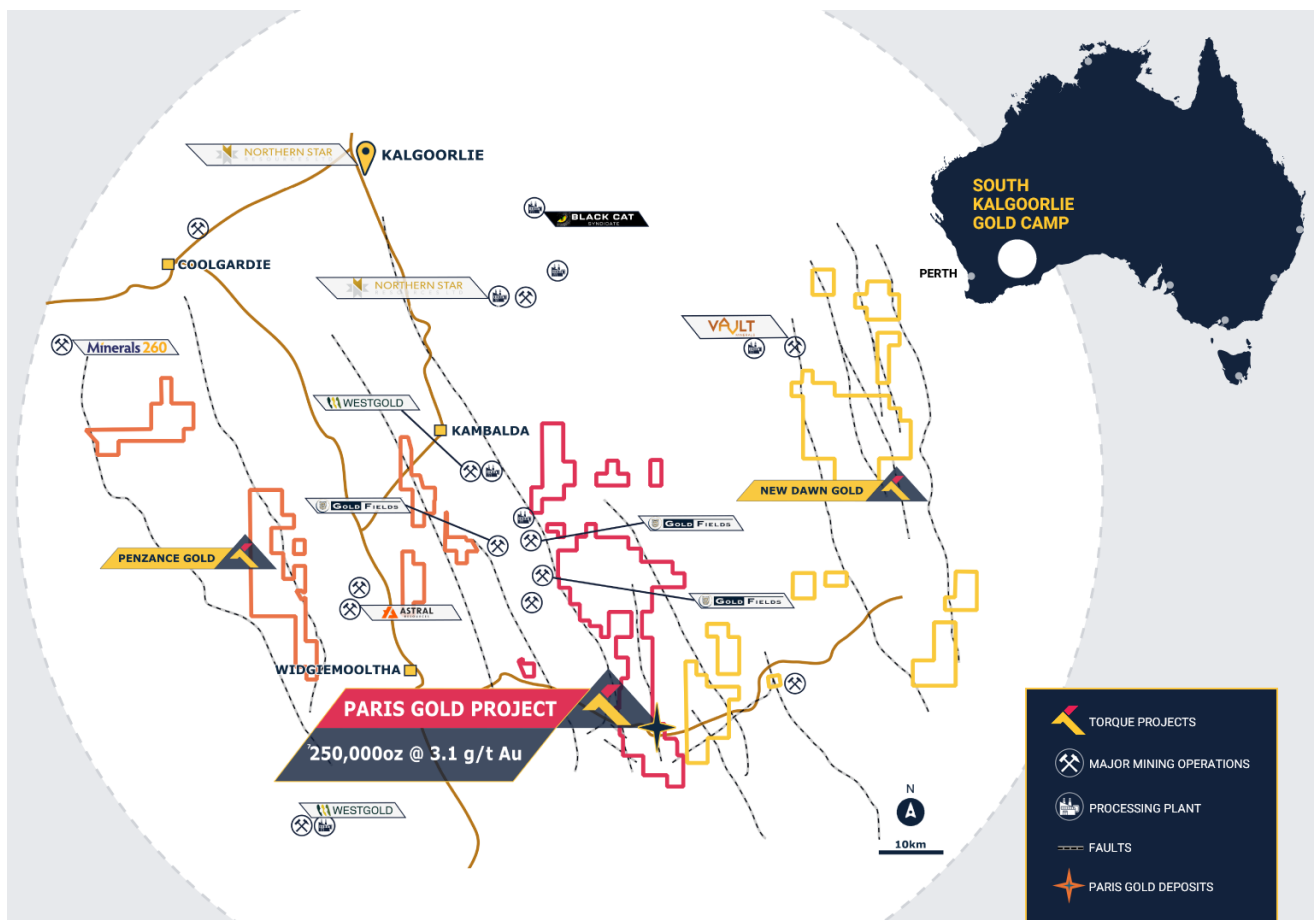 NORTHERN STAR
KALGOORLIE
BLACK CAT
SYNDICATE
COOLGARDIE
NORTHERN STAR
Minerals 260
VAULT
WESTGOLD
KAMBALDA
SOUTH
KALGOORLIE
GOLD CAMP
PERTH
NEW DAWN GOLD
GOLD FIELDS
GOLD FIELDS
PENZANCE GOLD
GOLD FIELDS
ASTRAL
WIDGIEMOOLTHA
PARIS GOLD PROJECT
250,000oz @ 3.1 g/t Au
WESTGOLD
N
10km
TORQUE PROJECTS
MAJOR MINING OPERATIONS
PROCESSING PLANT
FAULTS
PARIS GOLD DEPOSITS